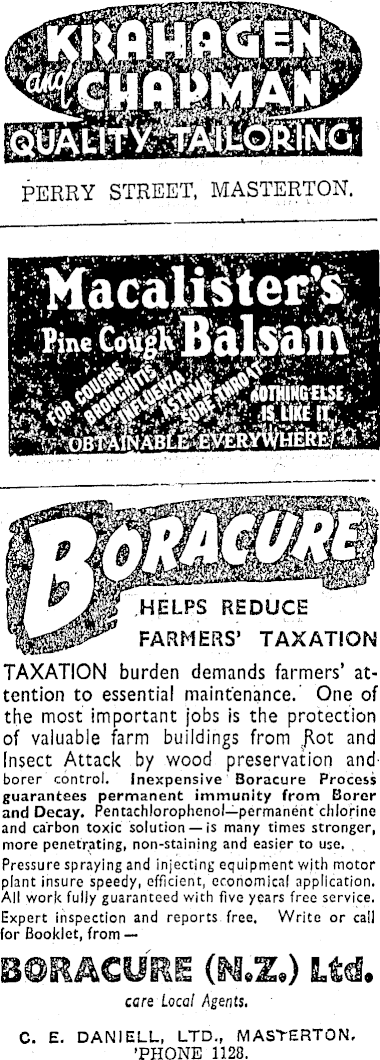 KRAHAGEN
and CHAPMAN
QUALITY TAILORING
PERRY STREET, MASTERTON.
Macalister's
Pine Cough Balsam
FOR COUGHS
BRONCHITIS
INFLUENZA
ASTHMA
SORE THROAT
NOTHING ELSE
IS LIKE IT
OBTAINABLE EVERYWHERE
BORACURE
HELPS REDUCE
FARMERS' TAXATION
TAXATION burden demands farmers' at-
tention to essential maintenance. One of
the most important jobs is the protection
of valuable farm buildings from Rot and
Insect Attack by wood preservation and
borer control. Inexpensive Boracure Process
guarantees permanent immunity from Borer
and Decay. Pentachlorophenol—permanent chlorine
and carbon toxic solution — is many times stronger,
more penetrating, non-staining and easier to use.
Pressure spraying and injecting equipment with motor
plant insure speedy, efficient, economical application.
All work fully guaranteed with five years free service.
Expert inspection and reports free. Write or call
for Booklet, from —
BORACURE (N.Z.) Ltd.
care Local Agents.
C. E. DANIELL, LTD., MASTERTON.
'PHONE 1128.